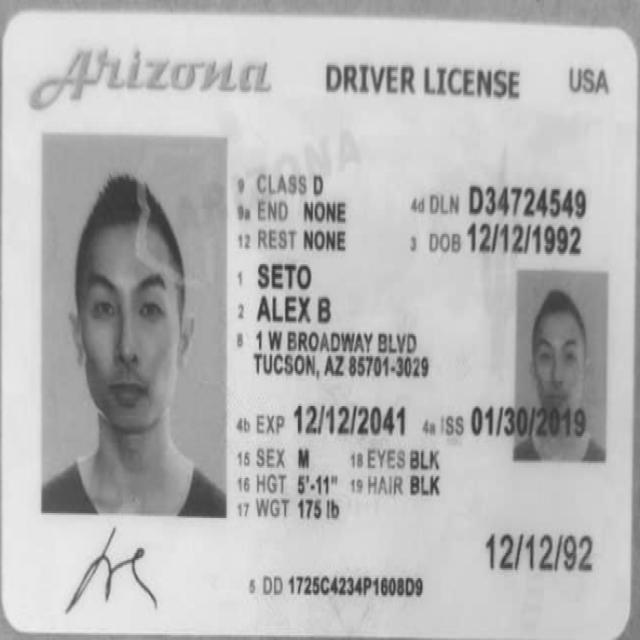 Arizona DRIVER LICENSE USA
9 CLASS D
9a END NONE 4d DLN D34724549
12 REST NONE 3 DOB 12/12/1992
1 SETO
2 ALEX B
8 1 W BROADWAY BLVD
TUCSON, AZ 85701-3029
4b EXP 12/12/2041 4a ISS 01/30/2019
15 SEX M 18 EYES BLK
16 HGT 5'-11" 19 HAIR BLK
17 WGT 175 lb
12/12/92
5 DD 1725C4234P1608D9